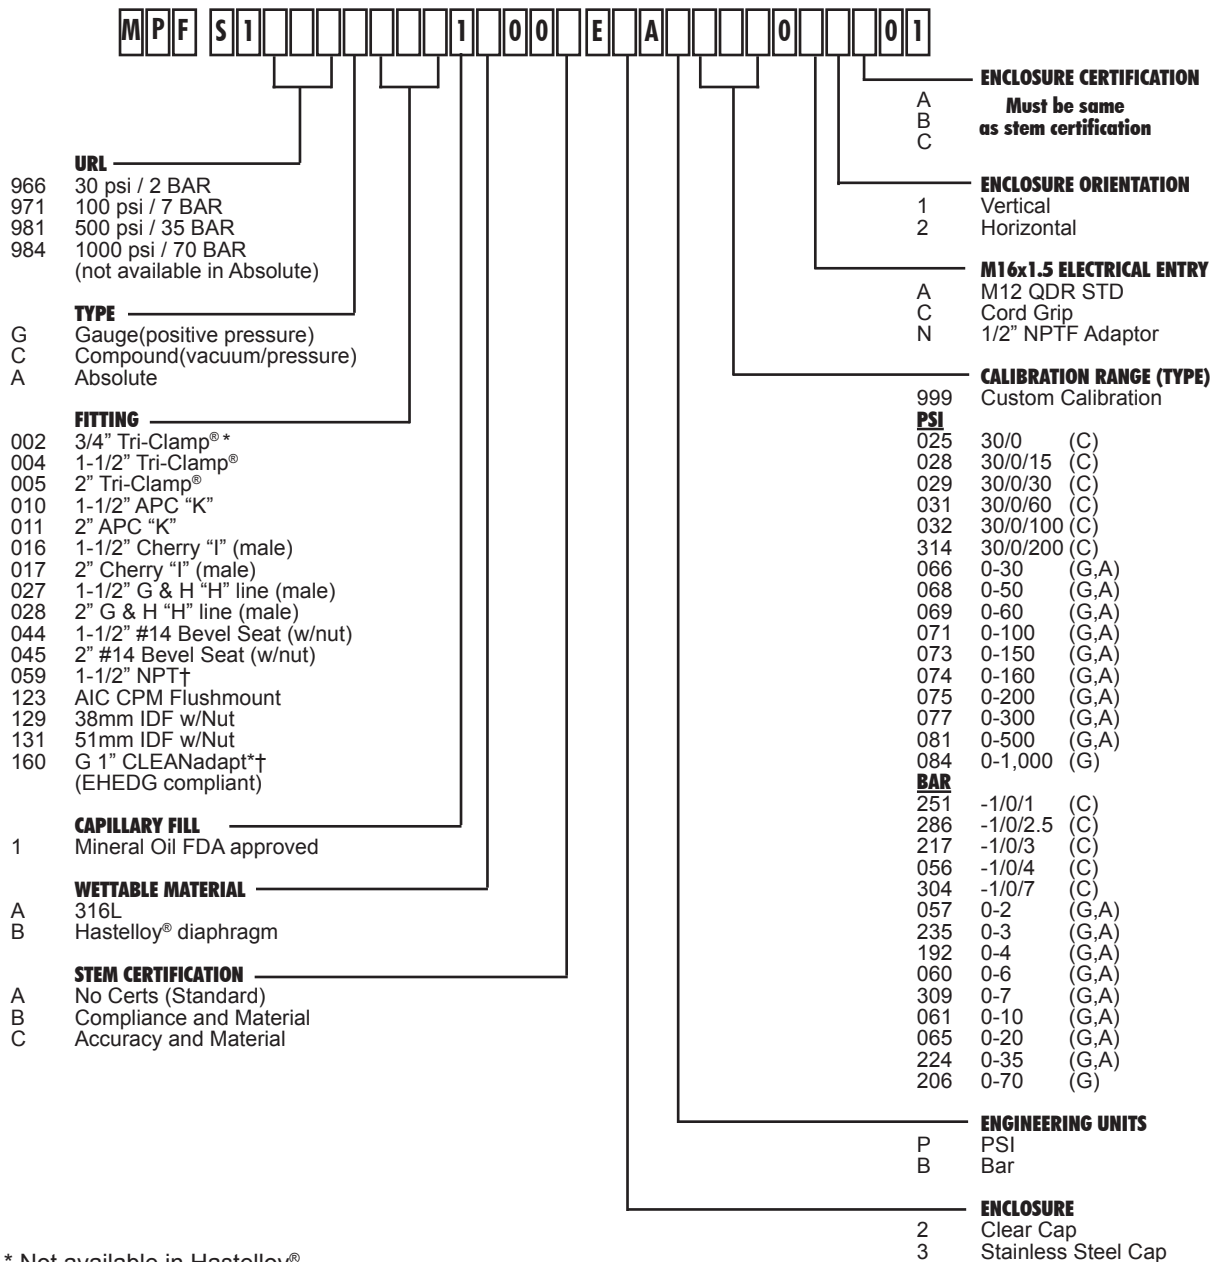 MPF S1 1 00 E A 0 01
ENCLOSURE CERTIFICATION
A
B
C
Must be same
as stem certification
URL
966 30 psi / 2 BAR
971 100 psi / 7 BAR
981 500 psi / 35 BAR
984 1000 psi / 70 BAR
(not available in Absolute)
TYPE
G Gauge(positive pressure)
C Compound(vacuum/pressure)
A Absolute
FITTING
002 3/4” Tri-Clamp® *
004 1-1/2” Tri-Clamp®
005 2” Tri-Clamp®
010 1-1/2” APC “K”
011 2” APC “K”
016 1-1/2” Cherry “I” (male)
017 2” Cherry “I” (male)
027 1-1/2” G & H “H” line (male)
028 2” G & H “H” line (male)
044 1-1/2” #14 Bevel Seat (w/nut)
045 2” #14 Bevel Seat (w/nut)
059 1-1/2” NPT†
123 AIC CPM Flushmount
129 38mm IDF w/Nut
131 51mm IDF w/Nut
160 G 1” CLEANadapt*†
(EHEDG compliant)
CAPILLARY FILL
1 Mineral Oil FDA approved
WETTABLE MATERIAL
A 316L
B Hastelloy® diaphragm
STEM CERTIFICATION
A No Certs (Standard)
B Compliance and Material
C Accuracy and Material
ENCLOSURE ORIENTATION
1 Vertical
2 Horizontal
M16x1.5 ELECTRICAL ENTRY
A M12 QDR STD
C Cord Grip
N 1/2” NPTF Adaptor
CALIBRATION RANGE (TYPE)
999 Custom Calibration
PSI
025 30/0 (C)
028 30/0/15 (C)
029 30/0/30 (C)
031 30/0/60 (C)
032 30/0/100 (C)
314 30/0/200 (C)
066 0-30 (G,A)
068 0-50 (G,A)
069 0-60 (G,A)
071 0-100 (G,A)
073 0-150 (G,A)
074 0-160 (G,A)
075 0-200 (G,A)
077 0-300 (G,A)
081 0-500 (G,A)
084 0-1,000 (G)
BAR
251 -1/0/1 (C)
286 -1/0/2.5 (C)
217 -1/0/3 (C)
056 -1/0/4 (C)
304 -1/0/7 (C)
057 0-2 (G,A)
235 0-3 (G,A)
192 0-4 (G,A)
060 0-6 (G,A)
309 0-7 (G,A)
061 0-10 (G,A)
065 0-20 (G,A)
224 0-35 (G,A)
206 0-70 (G)
ENGINEERING UNITS
P PSI
B Bar
ENCLOSURE
2 Clear Cap
3 Stainless Steel Cap
* Not available in Hastelloy®